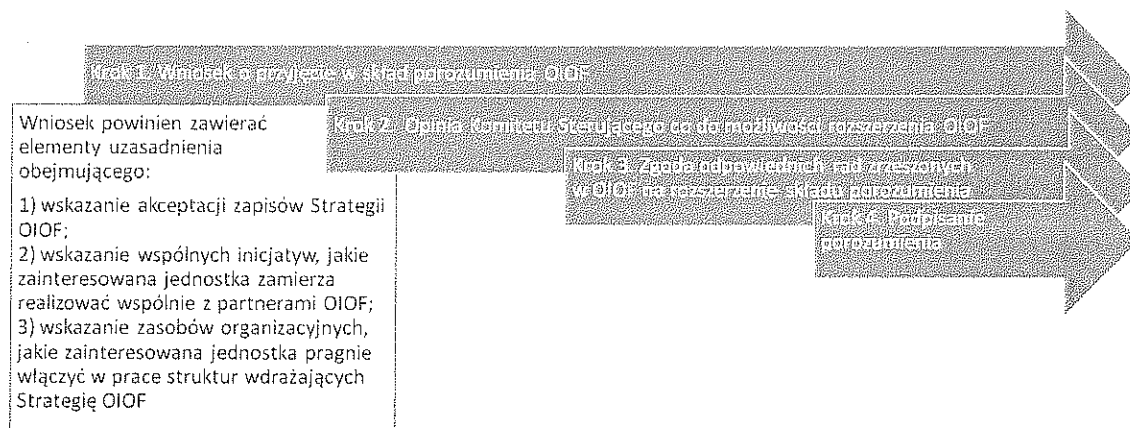 Krok 1. Wniosek o przyjęcie w skład porozumienia OIOF
Wniosek powinien zawierać
elementy uzasadnienia
obejmującego:
1) wskazanie akceptacji zapisów Strategii
OIOF;
2) wskazanie wspólnych inicjatyw, jakie
zainteresowana jednostka zamierza
realizować wspólnie z partnerami OIOF;
3) wskazanie zasobów organizacyjnych,
jakie zainteresowana jednostka pragnie
włączyć w prace struktur wdrażających
Strategię OIOF
Krok 2. Opinia Komitetu Sterującego co do możliwości rozszerzenia OIOF
Krok 3. Zgoda odpowiednich rad zrzeszonych
w OIOF na rozszerzenie składu porozumienia
Krok 4. Podpisanie
porozumienia